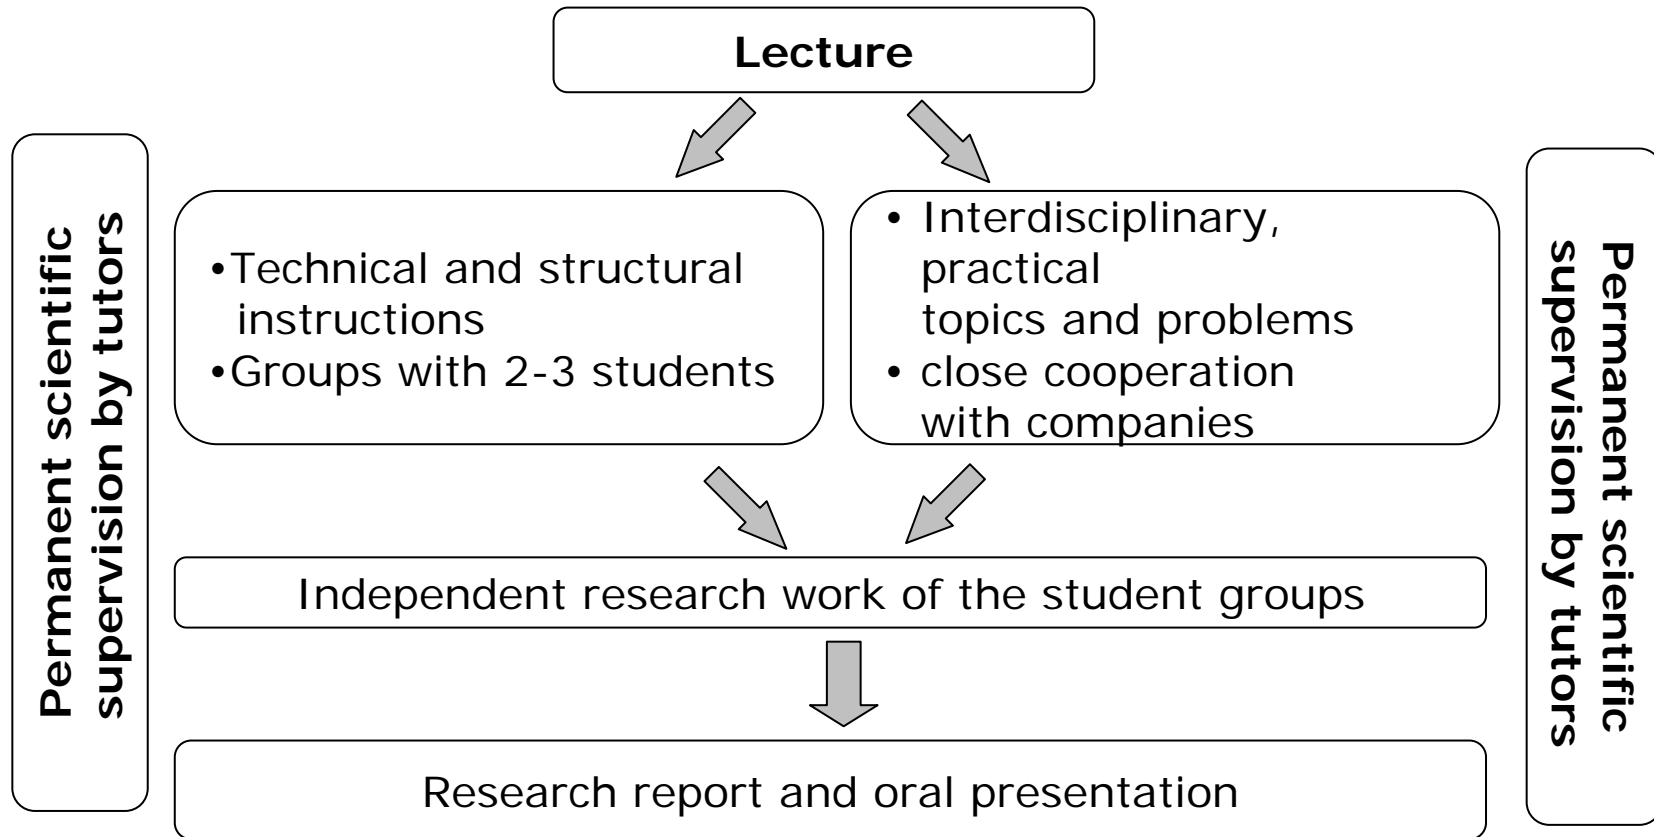 Lecture
Permanent scientific
supervision by tutors
•Technical and structural
instructions
•Groups with 2-3 students
• Interdisciplinary,
practical
topics and problems
• close cooperation
with companies
Permanent scientific
supervision by tutors
Independent research work of the student groups
Research report and oral presentation